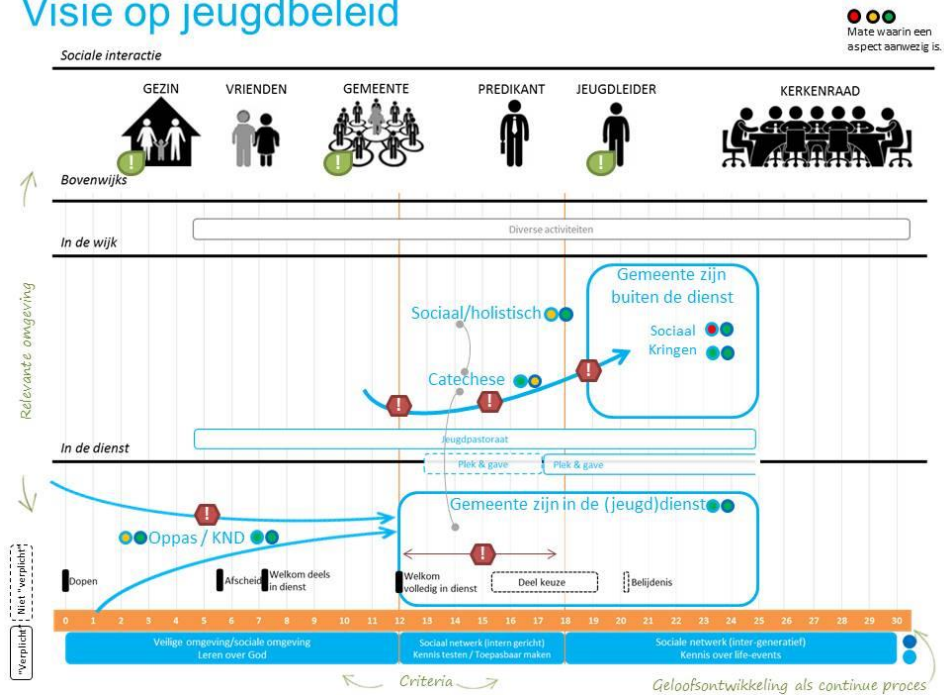 Visie op jeugdbeleid
Mate waarin een
aspect aanwezig is.
Sociale interactie
GEZIN
VRIENDEN
GEMEENTE
PREDIKANT
JEUGDLEIDER
KERKENRAAD
!
!
!
Bovenwijks
Diverse activiteiten
In de wijk
Relevante omgeving
Gemeente zijn
buiten de dienst
Sociaal/holistisch
Sociaal
Kringen
!
Catechese
!
!
Jeugdpastoraat
In de dienst
Plek & gave
Plek & gave
Gemeente zijn in de (jeugd)dienst
!
Oppas / KND
!
Dopen
Afscheid
Welkom deels
in dienst
Welkom
volledig in dienst
Deel keuze
Belijdenis
Niet "verplicht"
"Verplicht"
0 1 2 3 4 5 6 7 8 9 10 11 12 13 14 15 16 17 18 19 20 21 22 23 24 25 26 27 28 29 30
Veilige omgeving/sociale omgeving
Leren over God
Sociaal netwerk (intern gericht)
Kennis testen / Toepasbaar maken
Sociale netwerk (inter-generatief)
Kennis over life-events
Criteria
Geloofsontwikkeling als continue proces